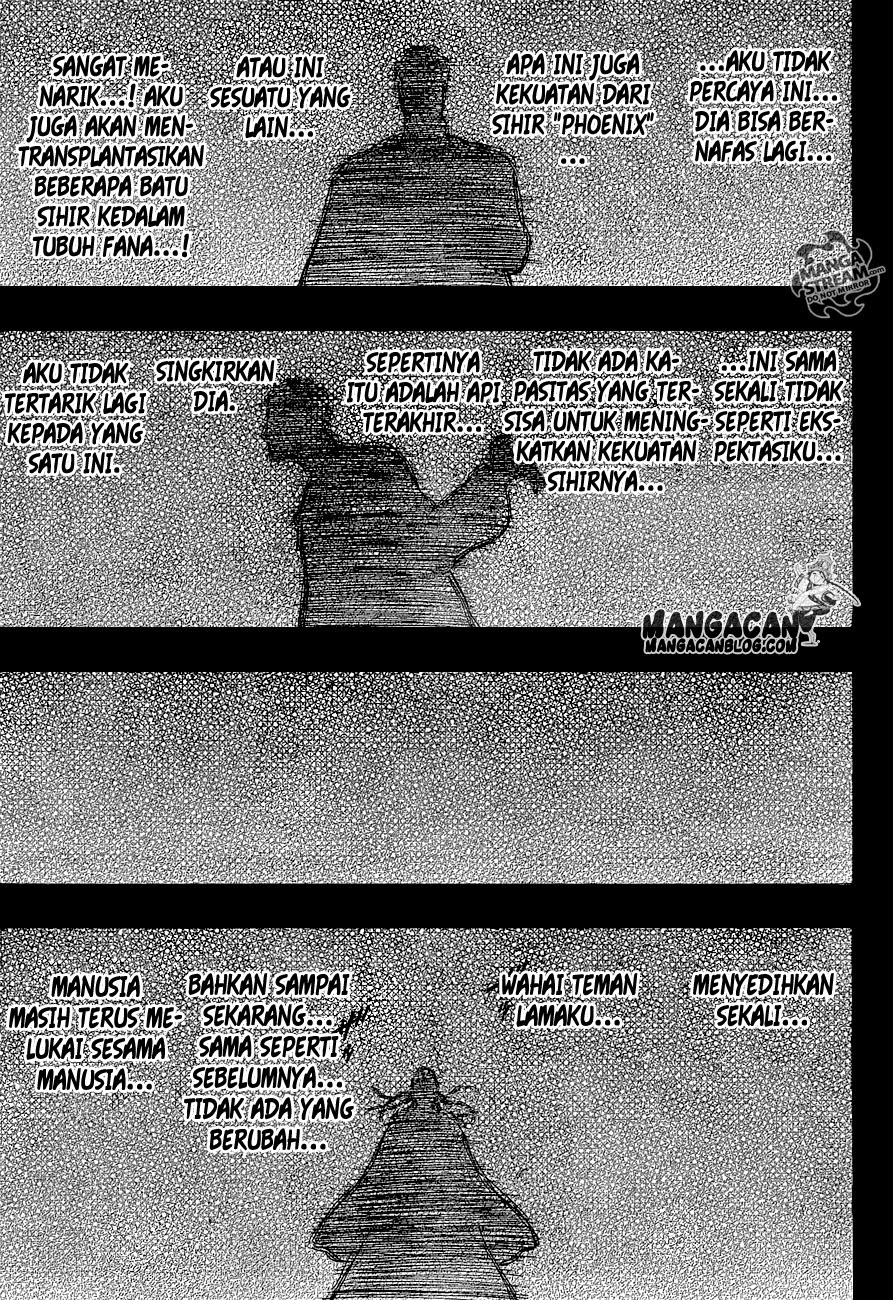 ...AKU TIDAK
PERCAYA INI...
DIA BISA BER-
NAFAS LAGI...
APA INI JUGA
KEKUATAN DARI
SIHIR "PHOENIX"
...
ATAU INI
SESUATU YANG
LAIN...
SANGAT ME-
NARIK...! AKU
JUGA AKAN MEN-
TRANSPLANTASIKAN
BEBERAPA BATU
SIHIR KEDALAM
TUBUH FANA...!
MANGA
STREAM.com
DO NOT MIRROR
...INI SAMA
SEKALI TIDAK
SEPERTI EKS-
PEKTASIKU...
TIDAK ADA KA-
PASITAS YANG TER-
SISA UNTUK MENING-
KATKAN KEKUATAN
SIHIRNYA...
SEPERTINYA
ITU ADALAH API
TERAKHIR...
SINGKIRKAN
DIA.
AKU TIDAK
TERTARIK LAGI
KEPADA YANG
SATU INI.
MANGACAN
MANGACANBLOG.COM
MENYEDIHKAN
SEKALI...
WAHAI TEMAN
LAMAKU...
BAHKAN SAMPAI
SEKARANG...
SAMA SEPERTI
SEBELUMNYA...
TIDAK ADA YANG
BERUBAH...
MANUSIA
MASIH TERUS ME-
LUKAI SESAMA
MANUSIA...